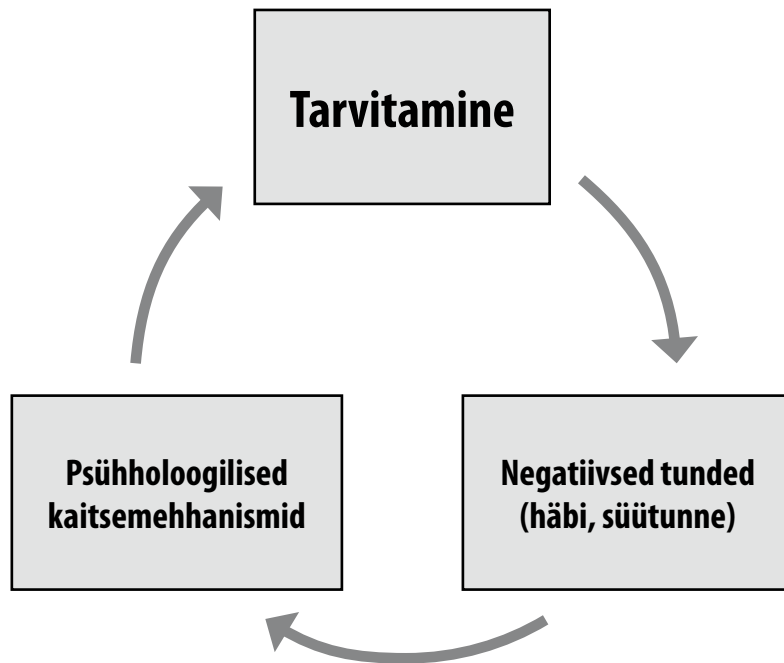 Tarvitamine
Psühholoogilised
kaitsemehhanismid
Negatiivsed tunded
(häbi, süütunne)